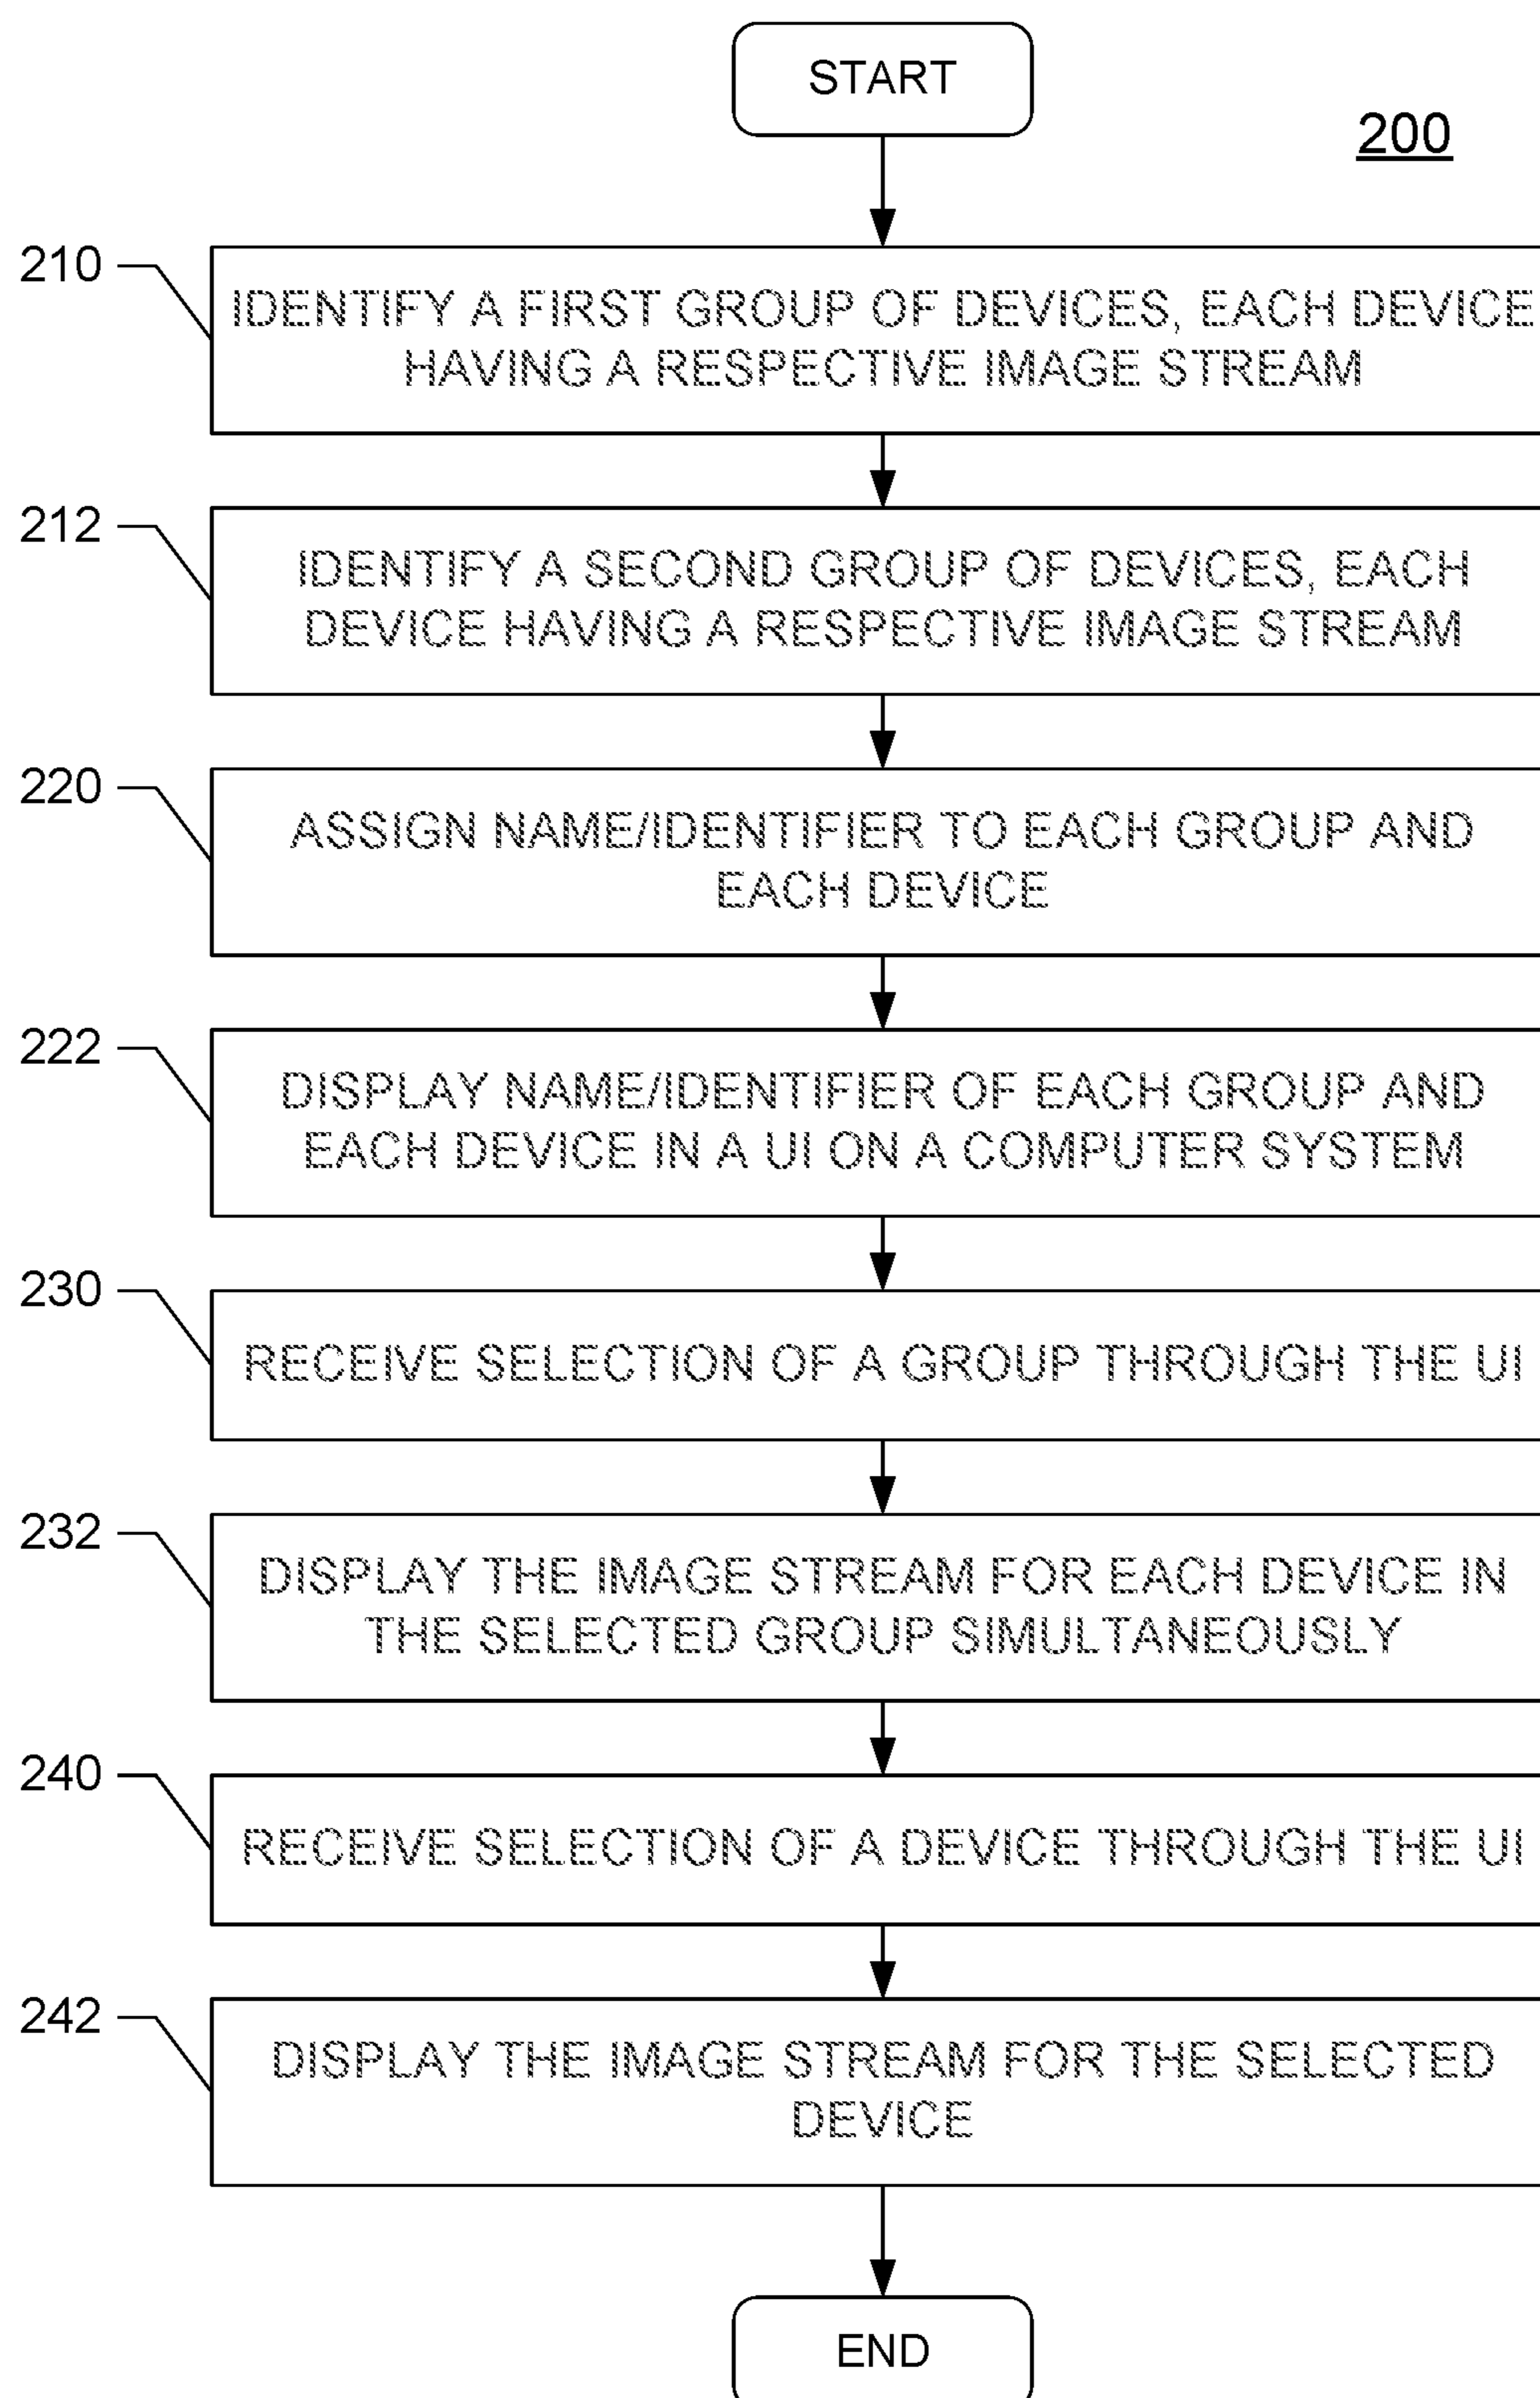 START
200
210
IDENTIFY A FIRST GROUP OF DEVICES, EACH DEVICE
HAVING A RESPECTIVE IMAGE STREAM
212
IDENTIFY A SECOND GROUP OF DEVICES, EACH
DEVICE HAVING A RESPECTIVE IMAGE STREAM
220
ASSIGN NAME/IDENTIFIER TO EACH GROUP AND
EACH DEVICE
222
DISPLAY NAME/IDENTIFIER OF EACH GROUP AND
EACH DEVICE IN A UI ON A COMPUTER SYSTEM
230
RECEIVE SELECTION OF A GROUP THROUGH THE UI
232
DISPLAY THE IMAGE STREAM FOR EACH DEVICE IN
THE SELECTED GROUP SIMULTANEOUSLY
240
RECEIVE SELECTION OF A DEVICE THROUGH THE UI
242
DISPLAY THE IMAGE STREAM FOR THE SELECTED
DEVICE
END